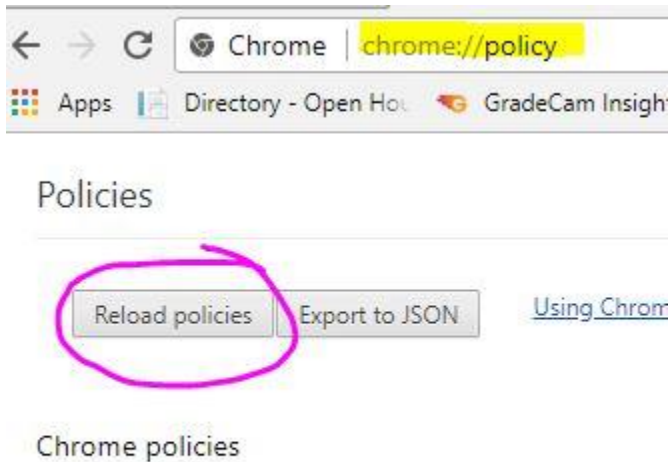 Chrome chrome://policy
Apps Directory - Open Hou GradeCam Insight
Policies
Reload policies Export to JSON Using Chrom
Chrome policies